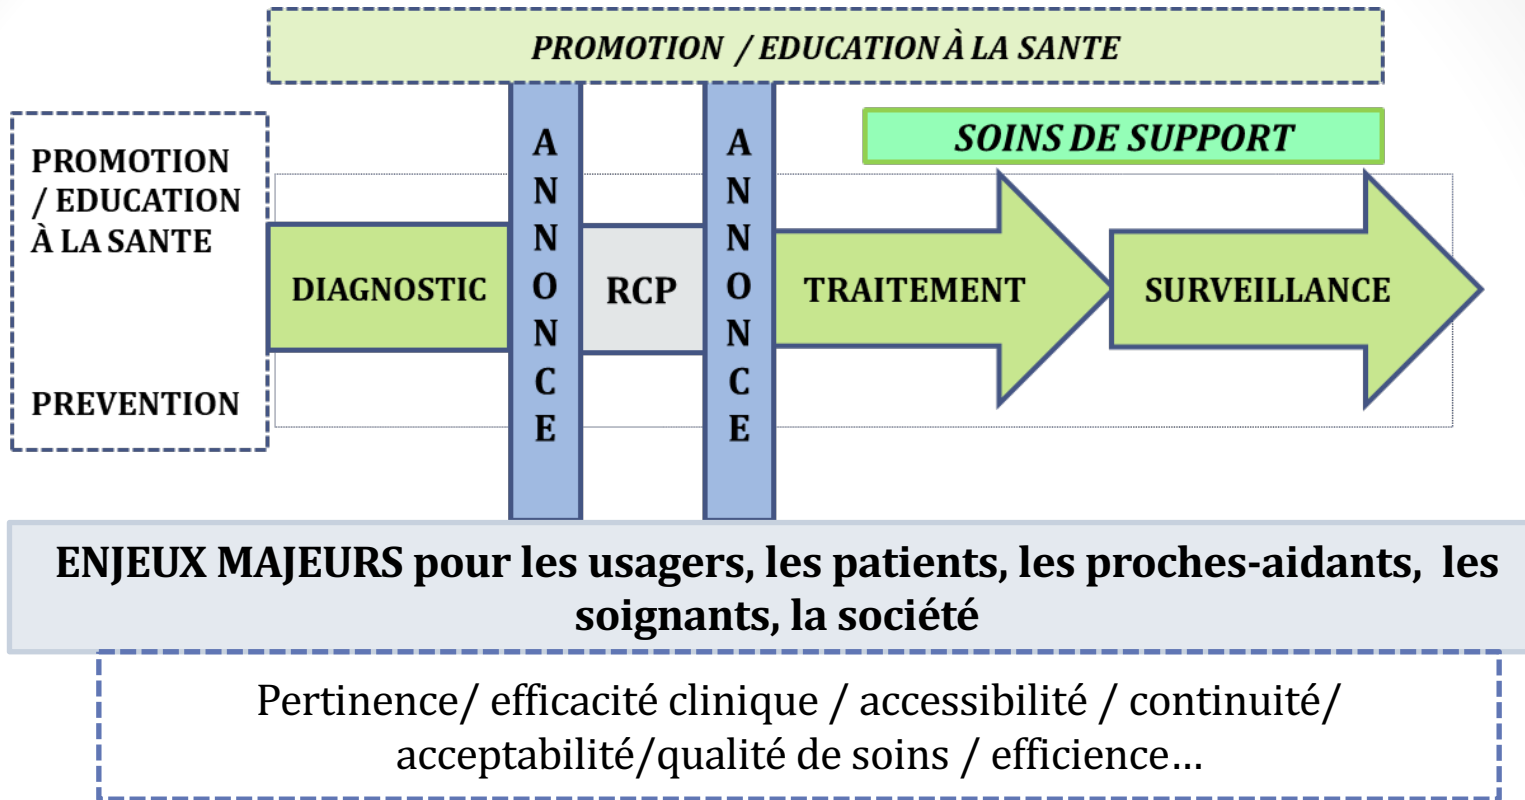 PROMOTION / EDUCATION À LA SANTE
PROMOTION
/ EDUCATION
À LA SANTE
PREVENTION
DIAGNOSTIC
ANNONCE
RCP
ANNONCE
SOINS DE SUPPORT
TRAITEMENT
SURVEILLANCE
ENJEUX MAJEURS pour les usagers, les patients, les proches-aidants, les
soignants, la société
Pertinence/ efficacité clinique / accessibilité / continuité/
acceptabilité/qualité de soins / efficience...